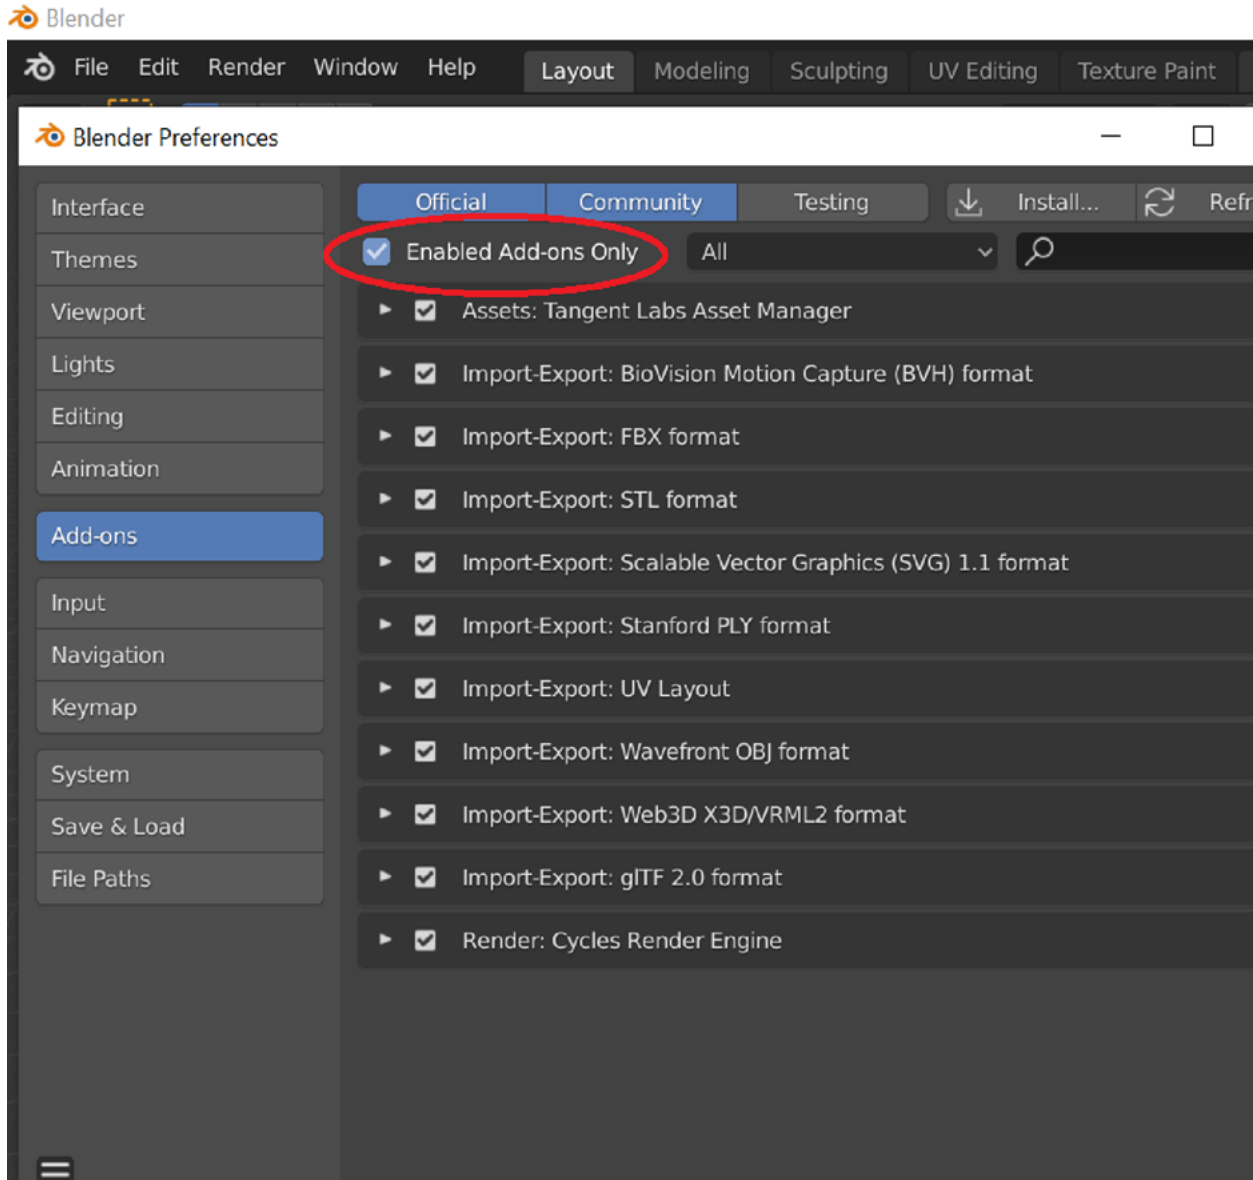 Blender
File Edit Render Window Help Layout Modeling Sculpting UV Editing Texture Paint
Blender Preferences
Official Community Testing Install... Refr
Enabled Add-ons Only All
Interface
Themes
Viewport
Lights
Editing
Animation
Add-ons
Input
Navigation
Keymap
System
Save & Load
File Paths
Assets: Tangent Labs Asset Manager
Import-Export: BioVision Motion Capture (BVH) format
Import-Export: FBX format
Import-Export: STL format
Import-Export: Scalable Vector Graphics (SVG) 1.1 format
Import-Export: Stanford PLY format
Import-Export: UV Layout
Import-Export: Wavefront OBJ format
Import-Export: Web3D X3D/VRML2 format
Import-Export: glTF 2.0 format
Render: Cycles Render Engine